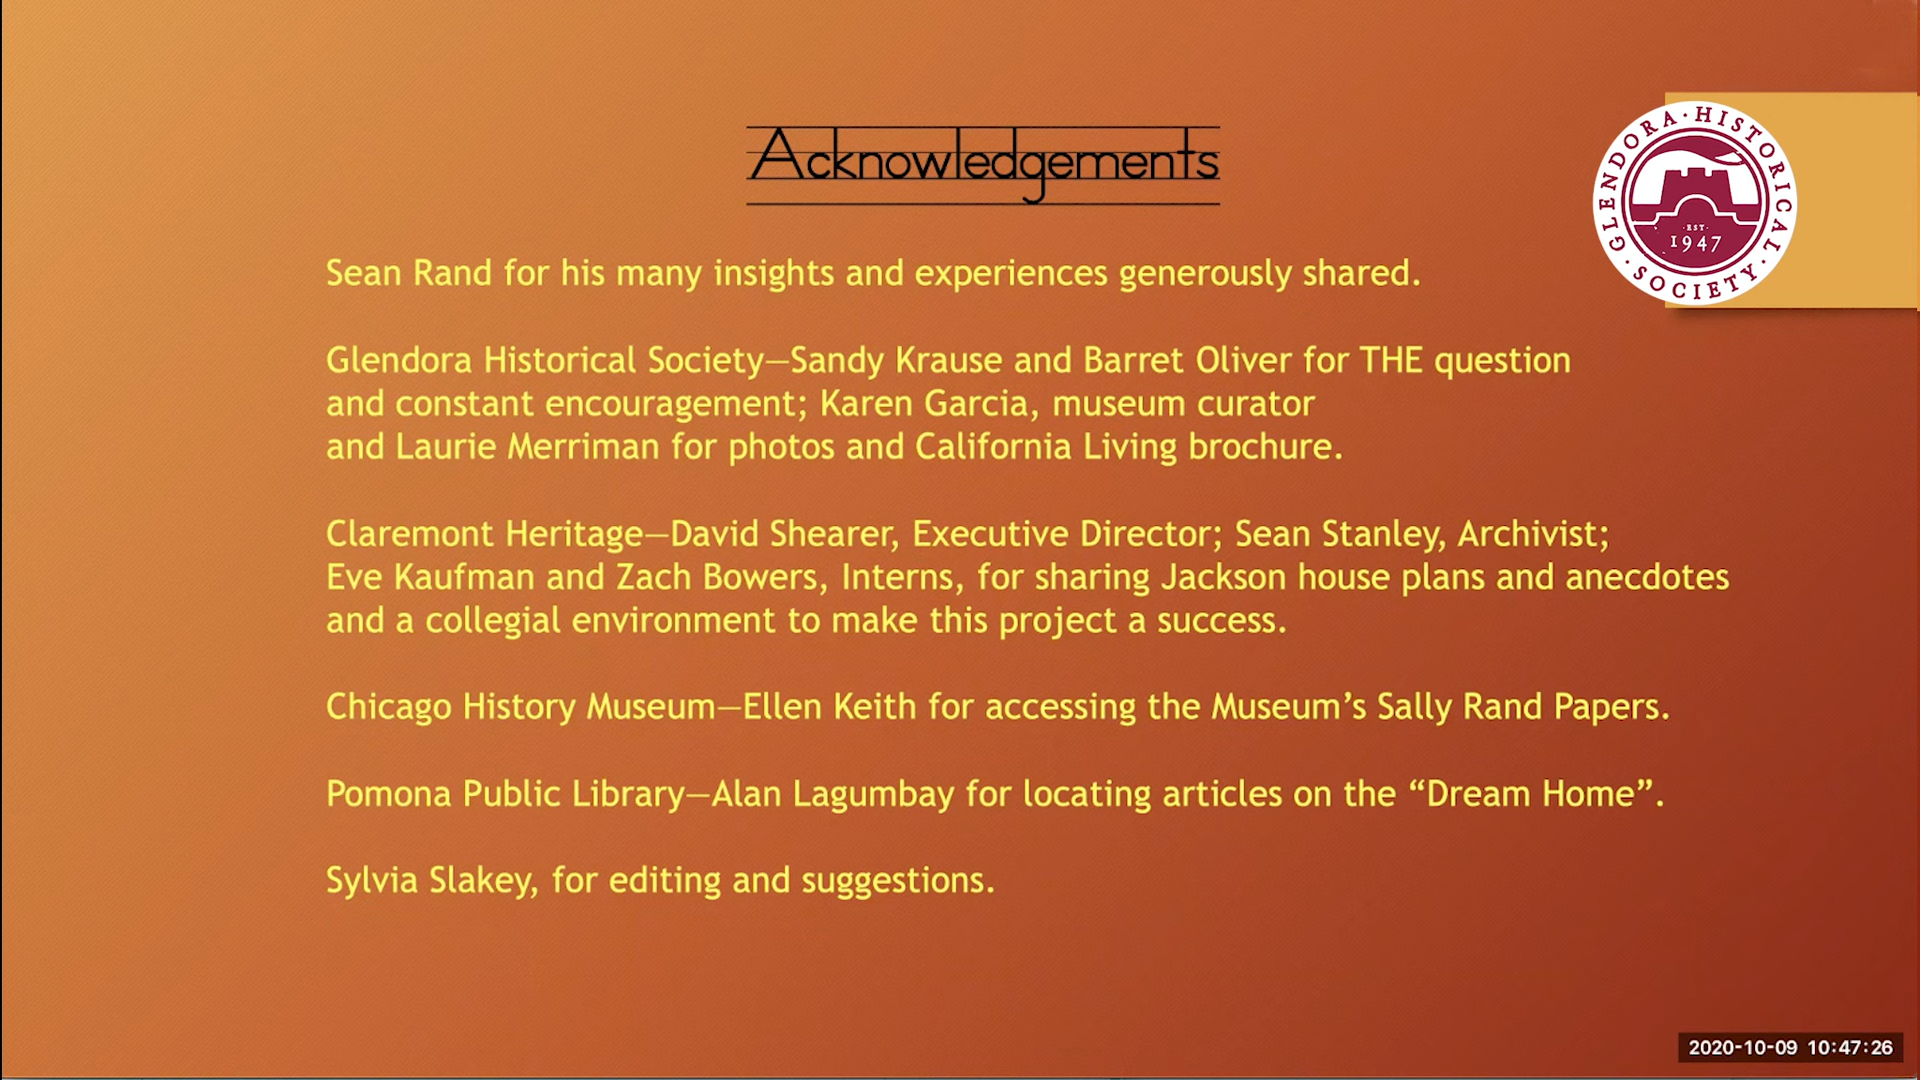 Acknowledgements
GLENDORA · HISTORICAL · SOCIETY ·
·EST·
1947
Sean Rand for his many insights and experiences generously shared.
Glendora Historical Society—Sandy Krause and Barret Oliver for THE question
and constant encouragement; Karen Garcia, museum curator
and Laurie Merriman for photos and California Living brochure.
Claremont Heritage—David Shearer, Executive Director; Sean Stanley, Archivist;
Eve Kaufman and Zach Bowers, Interns, for sharing Jackson house plans and anecdotes
and a collegial environment to make this project a success.
Chicago History Museum—Ellen Keith for accessing the Museum’s Sally Rand Papers.
Pomona Public Library—Alan Lagumbay for locating articles on the “Dream Home”.
Sylvia Slakey, for editing and suggestions.
2020-10-09 10:47:26